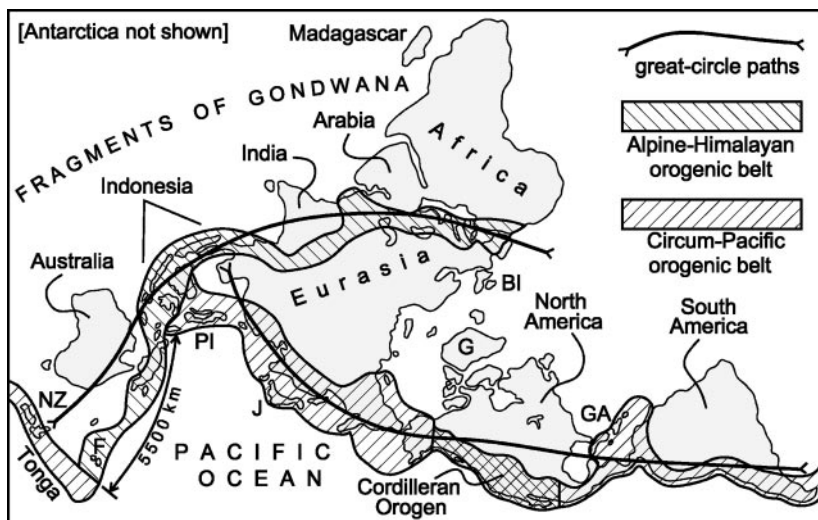 [Antarctica not shown]
Madagascar
great-circle paths
FRAGMENTS OF GONDWANA
Arabia
Africa
India
Alpine-Himalayan
orogenic belt
Indonesia
Circum-Pacific
orogenic belt
Australia
Eurasia
BI
North
America
South
America
G
PI
NZ
J
GA
F
5500 km
Tonga
PACIFIC
OCEAN
Cordilleran
Orogen